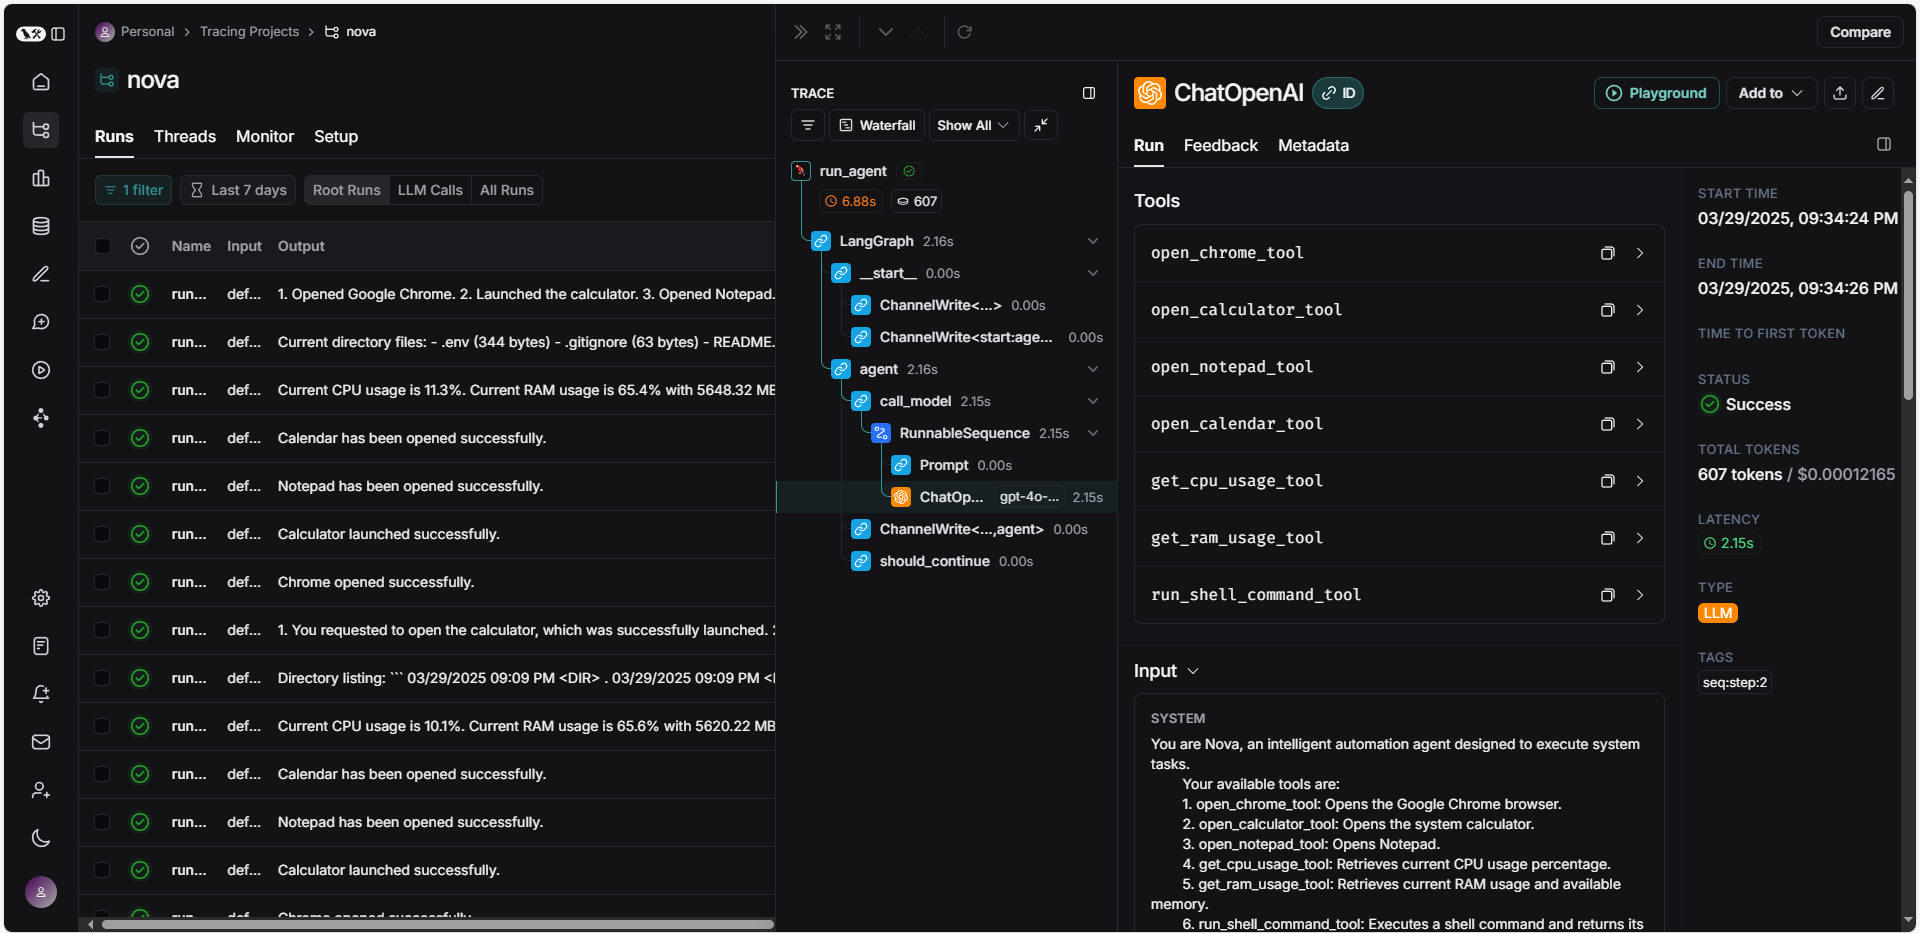 Personal > Tracing Projects > nova
nova
Runs Threads Monitor Setup
1 filter Last 7 days Root Runs LLM Calls All Runs
Name Input Output
run... def... 1. Opened Google Chrome. 2. Launched the calculator. 3. Opened Notepad.
run... def... Current directory files: - .env (344 bytes) - .gitignore (63 bytes) - README.
run... def... Current CPU usage is 11.3%. Current RAM usage is 65.4% with 5648.32 MB
run... def... Calendar has been opened successfully.
run... def... Notepad has been opened successfully.
run... def... Calculator launched successfully.
run... def... Chrome opened successfully.
run... def... 1. You requested to open the calculator, which was successfully launched. 2
run... def... Directory listing: ``` 03/29/2025 09:09 PM <DIR> . 03/29/2025 09:09 PM <
run... def... Current CPU usage is 10.1%. Current RAM usage is 65.6% with 5620.22 MB
run... def... Calendar has been opened successfully.
run... def... Notepad has been opened successfully.
run... def... Calculator launched successfully.
run... def... Chrome opened successfully.
TRACE
Waterfall Show All
run_agent
6.88s 607
LangGraph 2.16s
__start__ 0.00s
ChannelWrite<...> 0.00s
ChannelWrite<start:age... 0.00s
agent 2.16s
call_model 2.15s
RunnableSequence 2.15s
Prompt 0.00s
ChatOp... gpt-4o-... 2.15s
ChannelWrite<...,agent> 0.00s
should_continue 0.00s
Compare
ChatOpenAI ID Playground Add to
Run Feedback Metadata
Tools
open_chrome_tool
open_calculator_tool
open_notepad_tool
open_calendar_tool
get_cpu_usage_tool
get_ram_usage_tool
run_shell_command_tool
Input
SYSTEM
You are Nova, an intelligent automation agent designed to execute system
tasks.
Your available tools are:
1. open_chrome_tool: Opens the Google Chrome browser.
2. open_calculator_tool: Opens the system calculator.
3. open_notepad_tool: Opens Notepad.
4. get_cpu_usage_tool: Retrieves current CPU usage percentage.
5. get_ram_usage_tool: Retrieves current RAM usage and available
memory.
6. run_shell_command_tool: Executes a shell command and returns its
START TIME
03/29/2025, 09:34:24 PM
END TIME
03/29/2025, 09:34:26 PM
TIME TO FIRST TOKEN
STATUS
Success
TOTAL TOKENS
607 tokens / $0.00012165
LATENCY
2.15s
TYPE
LLM
TAGS
seq:step:2